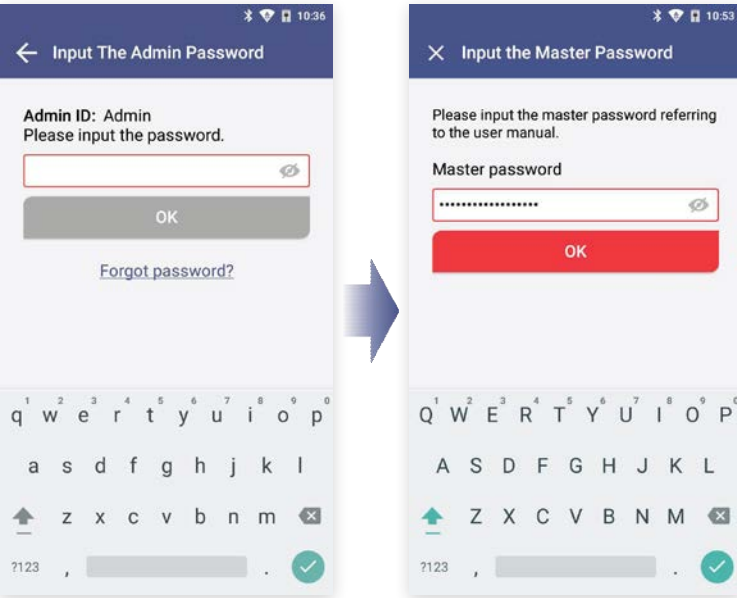 10:36
Input The Admin Password
Admin ID: Admin
Please input the password.
OK
Forgot password?
1 2 3 4 5 6 7 8 9 0
q w e r t y u i o p
a s d f g h j k l
z x c v b n m
?123 , .
10:53
Input the Master Password
Please input the master password referring
to the user manual.
Master password
••••••••••••••••••
OK
1 2 3 4 5 6 7 8 9 0
Q W E R T Y U I O P
A S D F G H J K L
Z X C V B N M
?123 , .